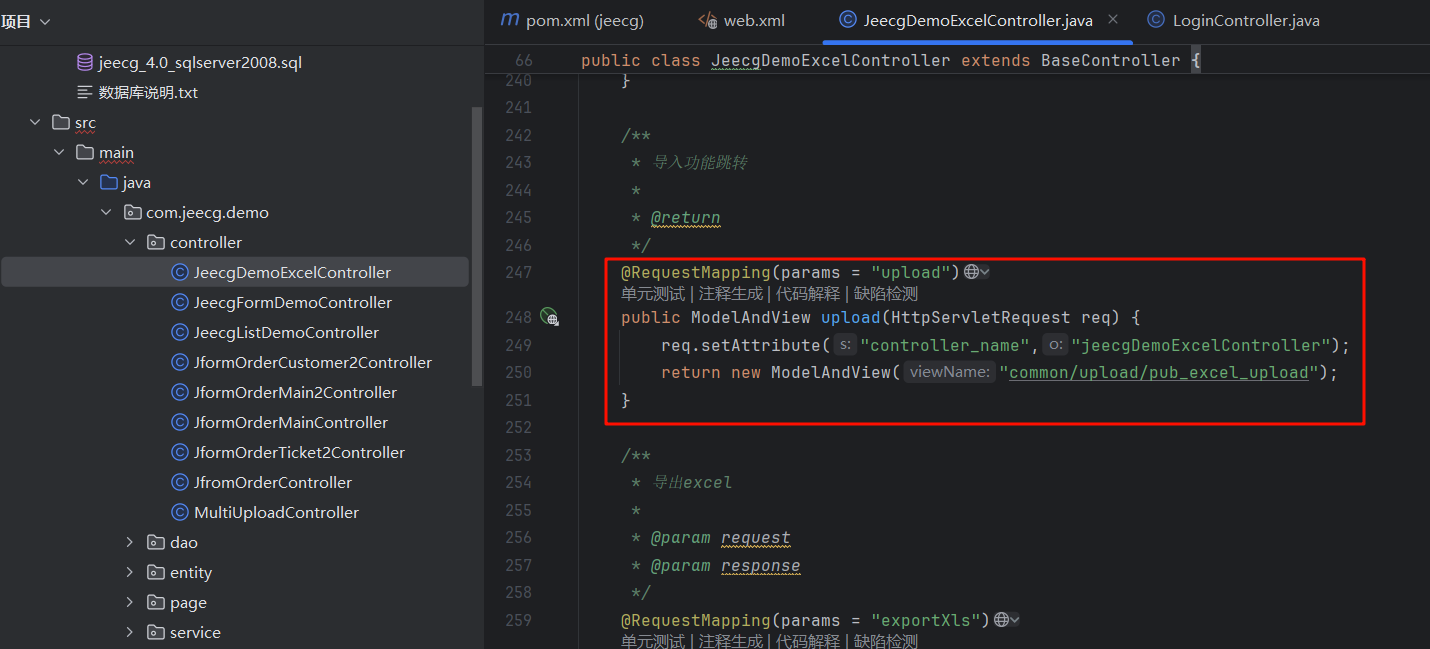 项目
jeecg_4.0_sqlserver2008.sql
数据库说明.txt
src
main
java
com.jeecg.demo
controller
JeecgDemoExcelController
JeecgFormDemoController
JeecgListDemoController
JformOrderCustomer2Controller
JformOrderMain2Controller
JformOrderMainController
JformOrderTicket2Controller
JfromOrderController
MultiUploadController
dao
entity
page
service
m pom.xml (jeecg)
web.xml
JeecgDemoExcelController.java ×
LoginController.java
66 public class JeecgDemoExcelController extends BaseController {
240 }
241
242 /**
243 * 导入功能跳转
244 *
245 * @return
246 */
247 @RequestMapping(params = "upload")
单元测试 | 注释生成 | 代码解释 | 缺陷检测
248 public ModelAndView upload(HttpServletRequest req) {
249 req.setAttribute( s: "controller_name", o: "jeecgDemoExcelController");
250 return new ModelAndView( viewName: "common/upload/pub_excel_upload");
251 }
252
253 /**
254 * 导出excel
255 *
256 * @param request
257 * @param response
258 */
259 @RequestMapping(params = "exportXls")
单元测试 | 注释生成 | 代码解释 | 缺陷检测